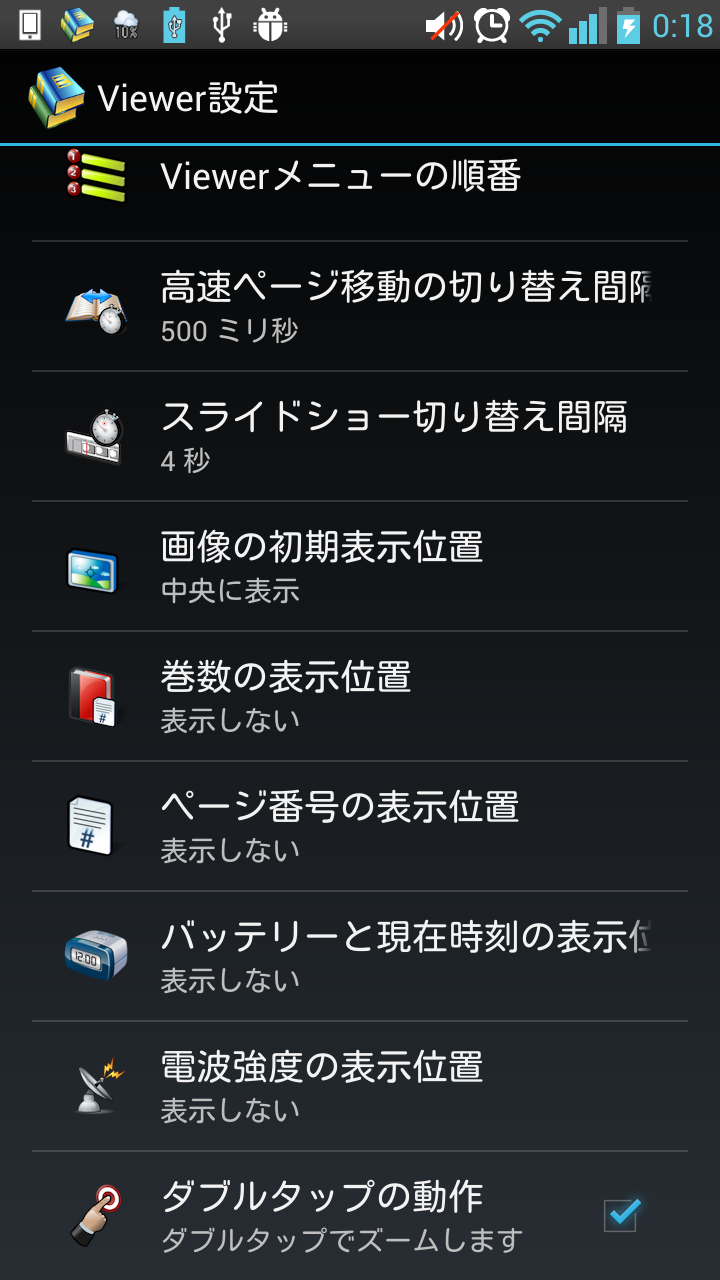 10%
0:18
Viewer設定
Viewerメニューの順番
高速ページ移動の切り替え間隔
500 ミリ秒
スライドショー切り替え間隔
4 秒
画像の初期表示位置
中央に表示
巻数の表示位置
表示しない
#
ページ番号の表示位置
表示しない
#
バッテリーと現在時刻の表示位
表示しない
12:00
電波強度の表示位置
表示しない
ダブルタップの動作
ダブルタップでズームします